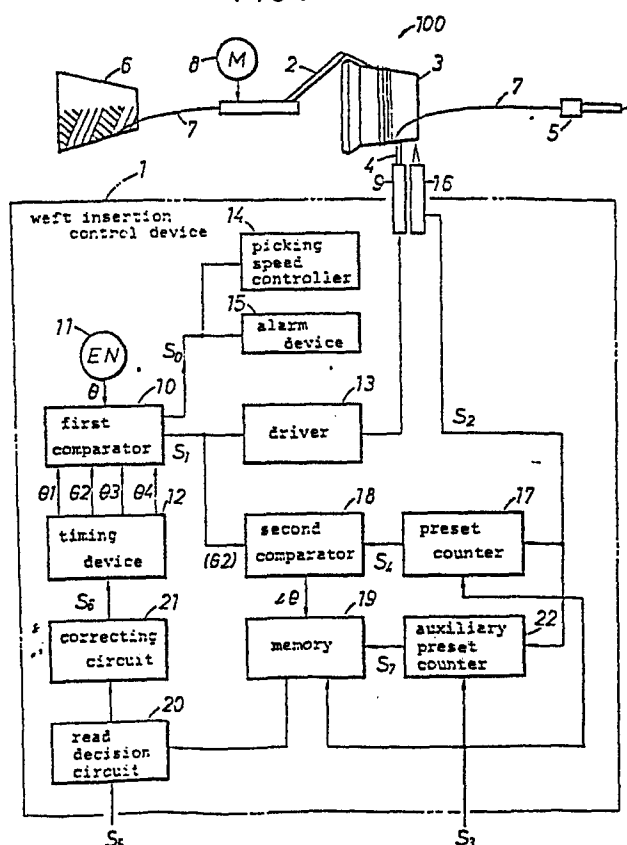 100
6
8
M
2
3
7
7
5
4
9
16
1
weft insertion
control device
14
picking
speed
controller
15
alarm
device
11
EN
θ
S0
10
first
comparator
S1
13
driver
S2
θ1 θ2 θ3 θ4
12
timing
device
(θ2)
18
second
comparator
S4
17
preset
counter
S6
21
correcting
circuit
19
memory
S7
22
auxiliary
preset
counter
20
read
decision
circuit
S5
S3